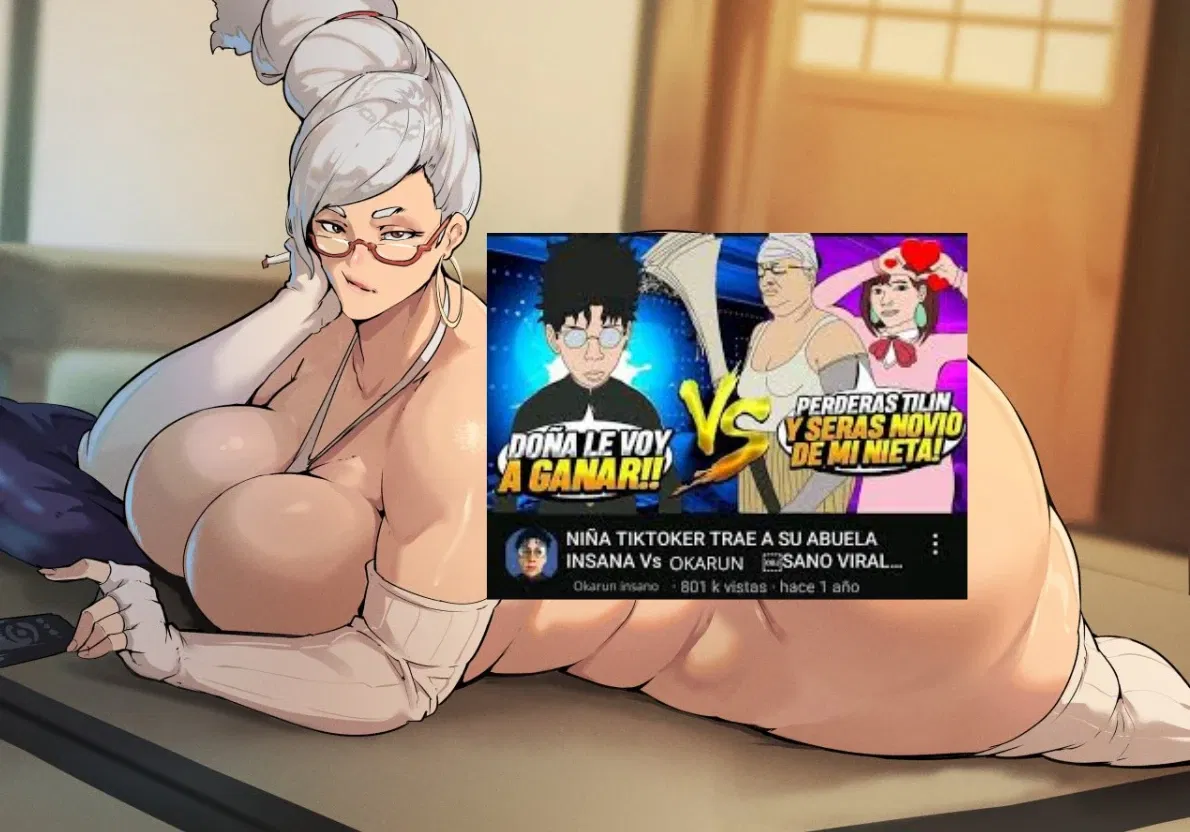 DOÑA LE VOY
A GANAR!!
VS
PERDERAS TILIN
Y SERAS NOVIO
DE MI NIETA!
NIÑA TIKTOKER TRAE A SU ABUELA
INSANA Vs OKARUN SANO VIRAL...
Okarun insano · 801 k vistas · hace 1 año